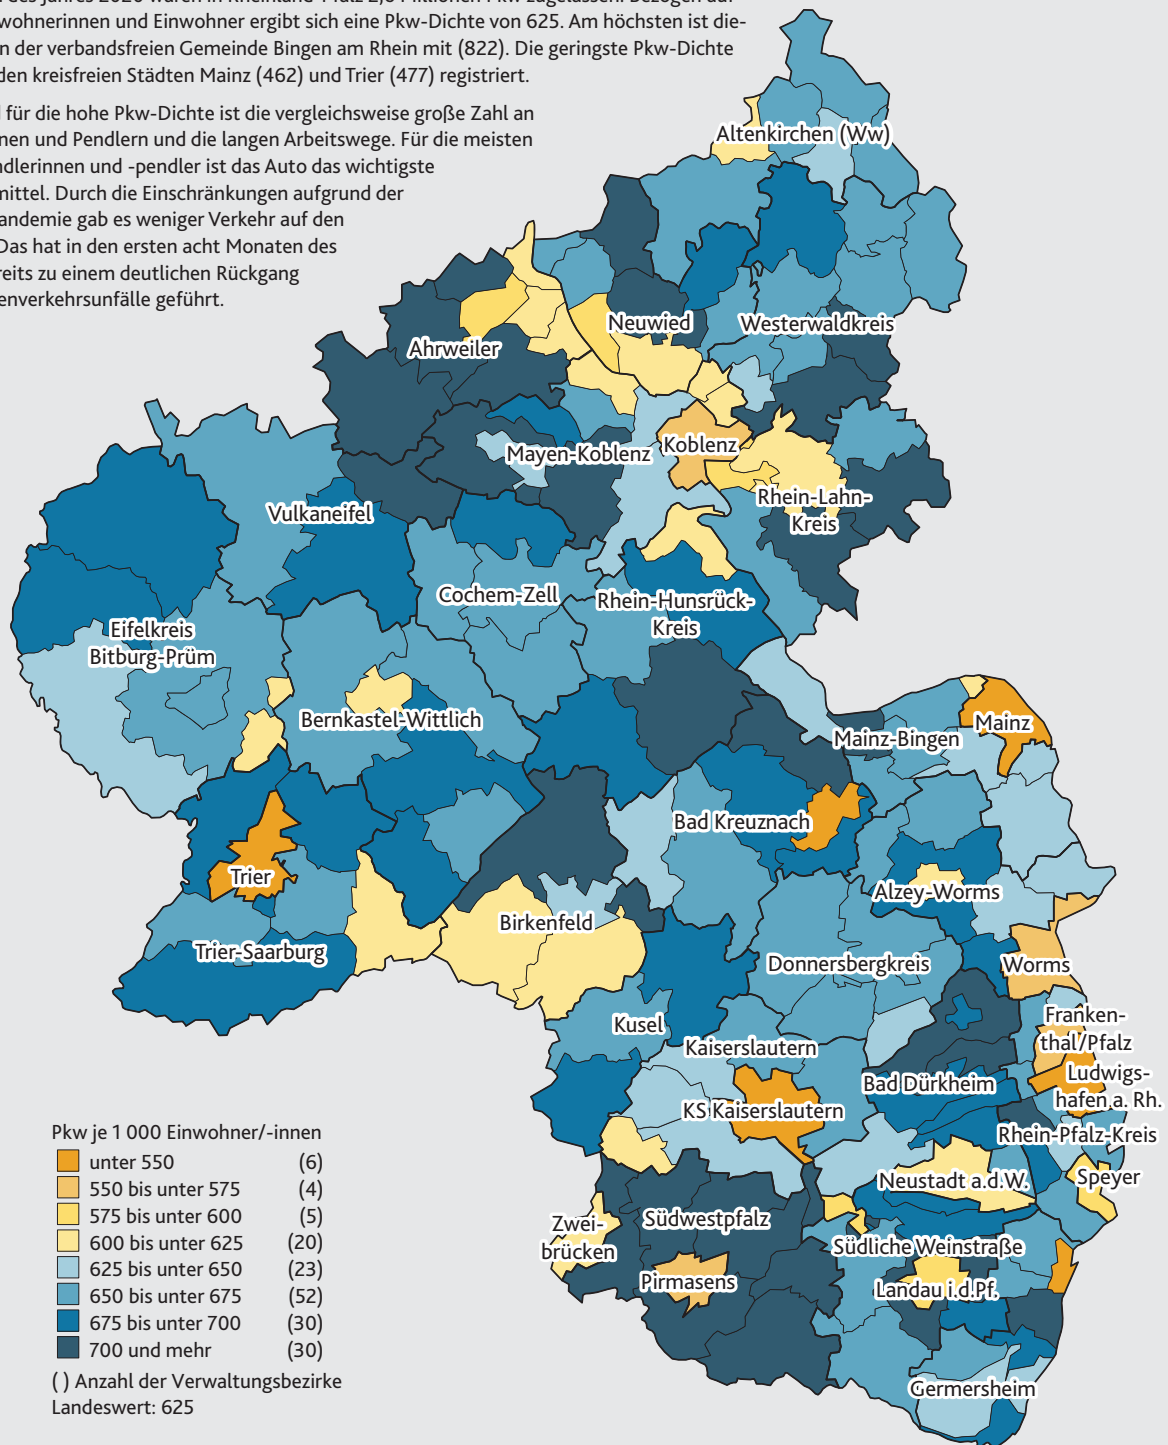 wohnerinnen und Einwohner ergibt sich eine Pkw-Dichte von 625. Am höchsten ist die-
n der verbandsfreien Gemeinde Bingen am Rhein mit (822). Die geringste Pkw-Dichte
den kreisfreien Städten Mainz (462) und Trier (477) registriert.
für die hohe Pkw-Dichte ist die vergleichsweise große Zahl an
nen und Pendlern und die langen Arbeitswege. Für die meisten
ndlerinnen und -pendler ist das Auto das wichtigste
mittel. Durch die Einschränkungen aufgrund der
andemie gab es weniger Verkehr auf den
Das hat in den ersten acht Monaten des
reits zu einem deutlichen Rückgang
enverkehrsunfälle geführt.
Altenkirchen (Ww)
Neuwied
Westerwaldkreis
Ahrweiler
Koblenz
Mayen-Koblenz
Rhein-Lahn-
Kreis
Vulkaneifel
Cochem-Zell
Rhein-Hunsrück-
Kreis
Eifelkreis
Bitburg-Prüm
Bernkastel-Wittlich
Mainz
Mainz-Bingen
Bad Kreuznach
Trier
Alzey-Worms
Birkenfeld
Trier-Saarburg
Donnersbergkreis
Worms
Kusel
Franken-
thal/Pfalz
Kaiserslautern
Ludwigs-
hafen a. Rh.
Bad Dürkheim
KS Kaiserslautern
Rhein-Pfalz-Kreis
Neustadt a.d.W.
Speyer
Südwestpfalz
Zwei-
brücken
Südliche Weinstraße
Pirmasens
Landau i.d.Pf.
Germersheim
Pkw je 1 000 Einwohner/-innen
unter 550 (6)
550 bis unter 575 (4)
575 bis unter 600 (5)
600 bis unter 625 (20)
625 bis unter 650 (23)
650 bis unter 675 (52)
675 bis unter 700 (30)
700 und mehr (30)
( ) Anzahl der Verwaltungsbezirke
Landeswert: 625